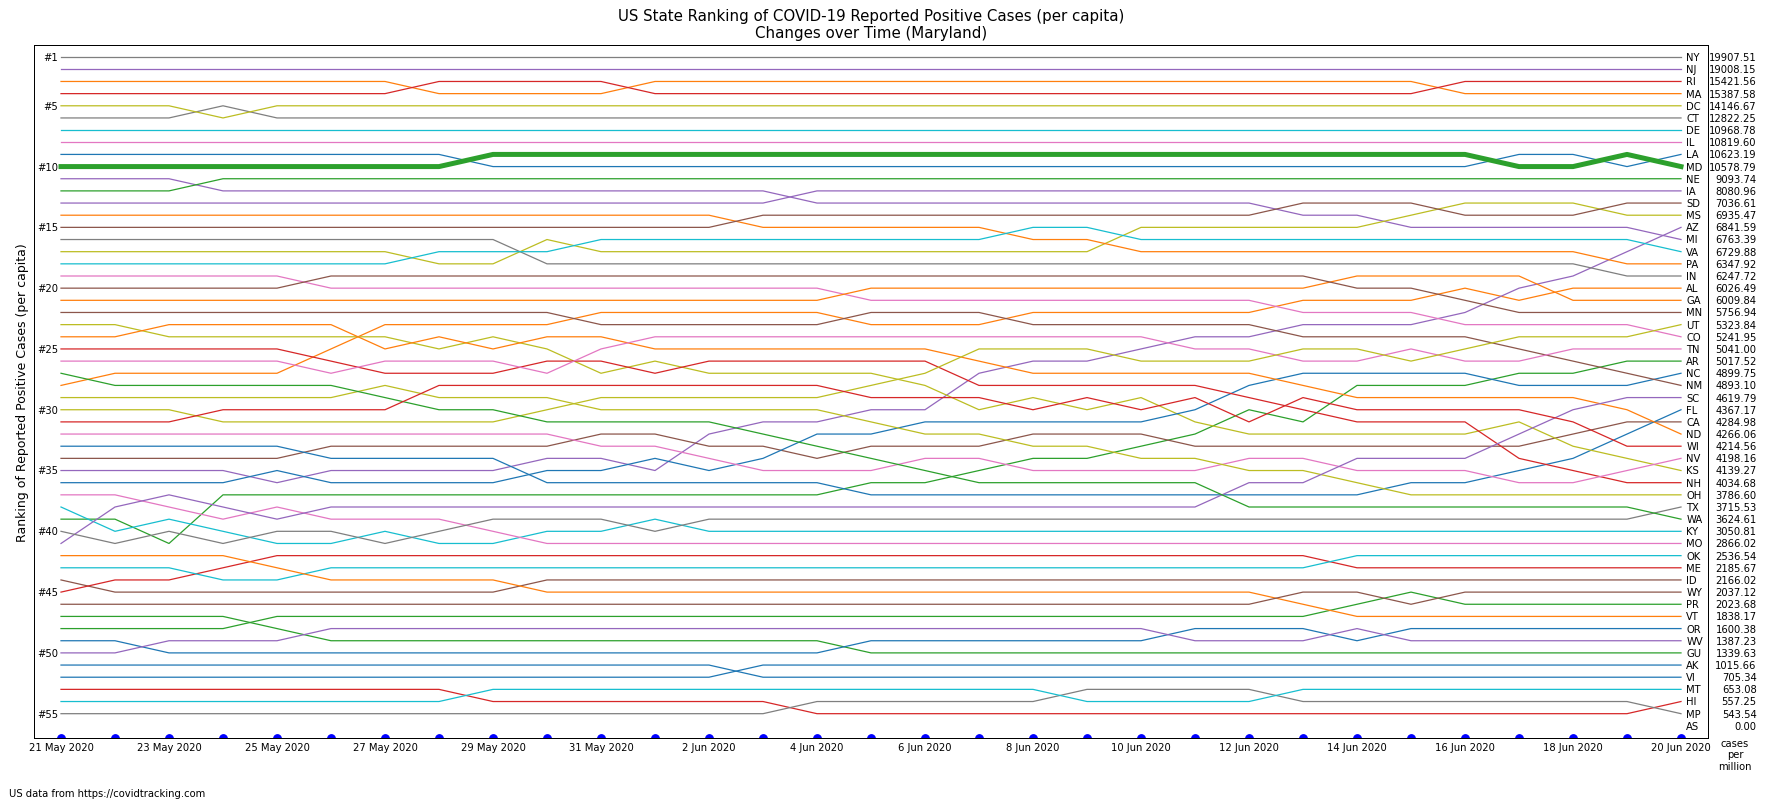 US State Ranking of COVID-19 Reported Positive Cases (per capita)
Changes over Time (Maryland)
Ranking of Reported Positive Cases (per capita)
#1
#5
#10
#15
#20
#25
#30
#35
#40
#45
#50
#55
NY 19907.51
NJ 19008.15
RI 15421.56
MA 15387.58
DC 14146.67
CT 12822.25
DE 10968.78
IL 10819.60
LA 10623.19
MD 10578.79
NE 9093.74
IA 8080.96
SD 7036.61
MS 6935.47
AZ 6841.59
MI 6763.39
VA 6729.88
PA 6347.92
IN 6247.72
AL 6026.49
GA 6009.84
MN 5756.94
UT 5323.84
CO 5241.95
TN 5041.00
AR 5017.52
NC 4899.75
NM 4893.10
SC 4619.79
FL 4367.17
CA 4284.98
ND 4266.06
WI 4214.56
NV 4198.16
KS 4139.27
NH 4034.68
OH 3786.60
TX 3715.53
WA 3624.61
KY 3050.81
MO 2866.02
OK 2536.54
ME 2185.67
ID 2166.02
WY 2037.12
PR 2023.68
VT 1838.17
OR 1600.38
WV 1387.23
GU 1339.63
AK 1015.66
VI 705.34
MT 653.08
HI 557.25
MP 543.54
AS 0.00
21 May 2020 23 May 2020 25 May 2020 27 May 2020 29 May 2020 31 May 2020 2 Jun 2020 4 Jun 2020 6 Jun 2020 8 Jun 2020 10 Jun 2020 12 Jun 2020 14 Jun 2020 16 Jun 2020 18 Jun 2020 20 Jun 2020
cases
per
million
US data from https://covidtracking.com